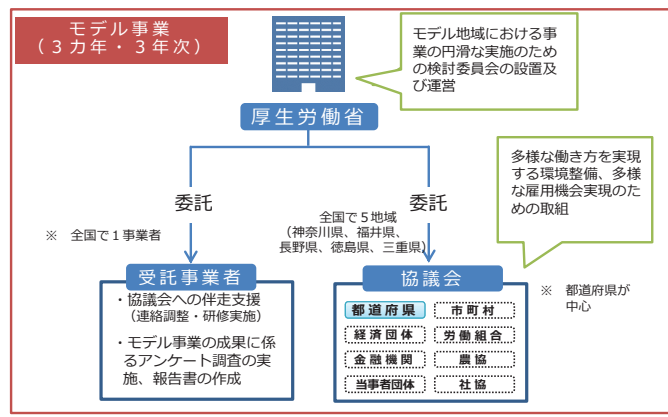 モデル事業
（３カ年・３年次）
モデル地域における事
業の円滑な実施のため
の検討委員会の設置及
び運営
厚生労働省
多様な働き方を実現
する環境整備、多様
な雇用機会実現のた
めの取組
委託
委託
※ 全国で１事業者
全国で５地域
（神奈川県、福井県、
長野県、徳島県、三重県）
受託事業者
・協議会への伴走支援
（連絡調整・研修実施）
・モデル事業の成果に係
るアンケート調査の実
施、報告書の作成
協議会
※ 都道府県が
中心
都道府県
市町村
経済団体
労働組合
金融機関
農協
当事者団体
社協